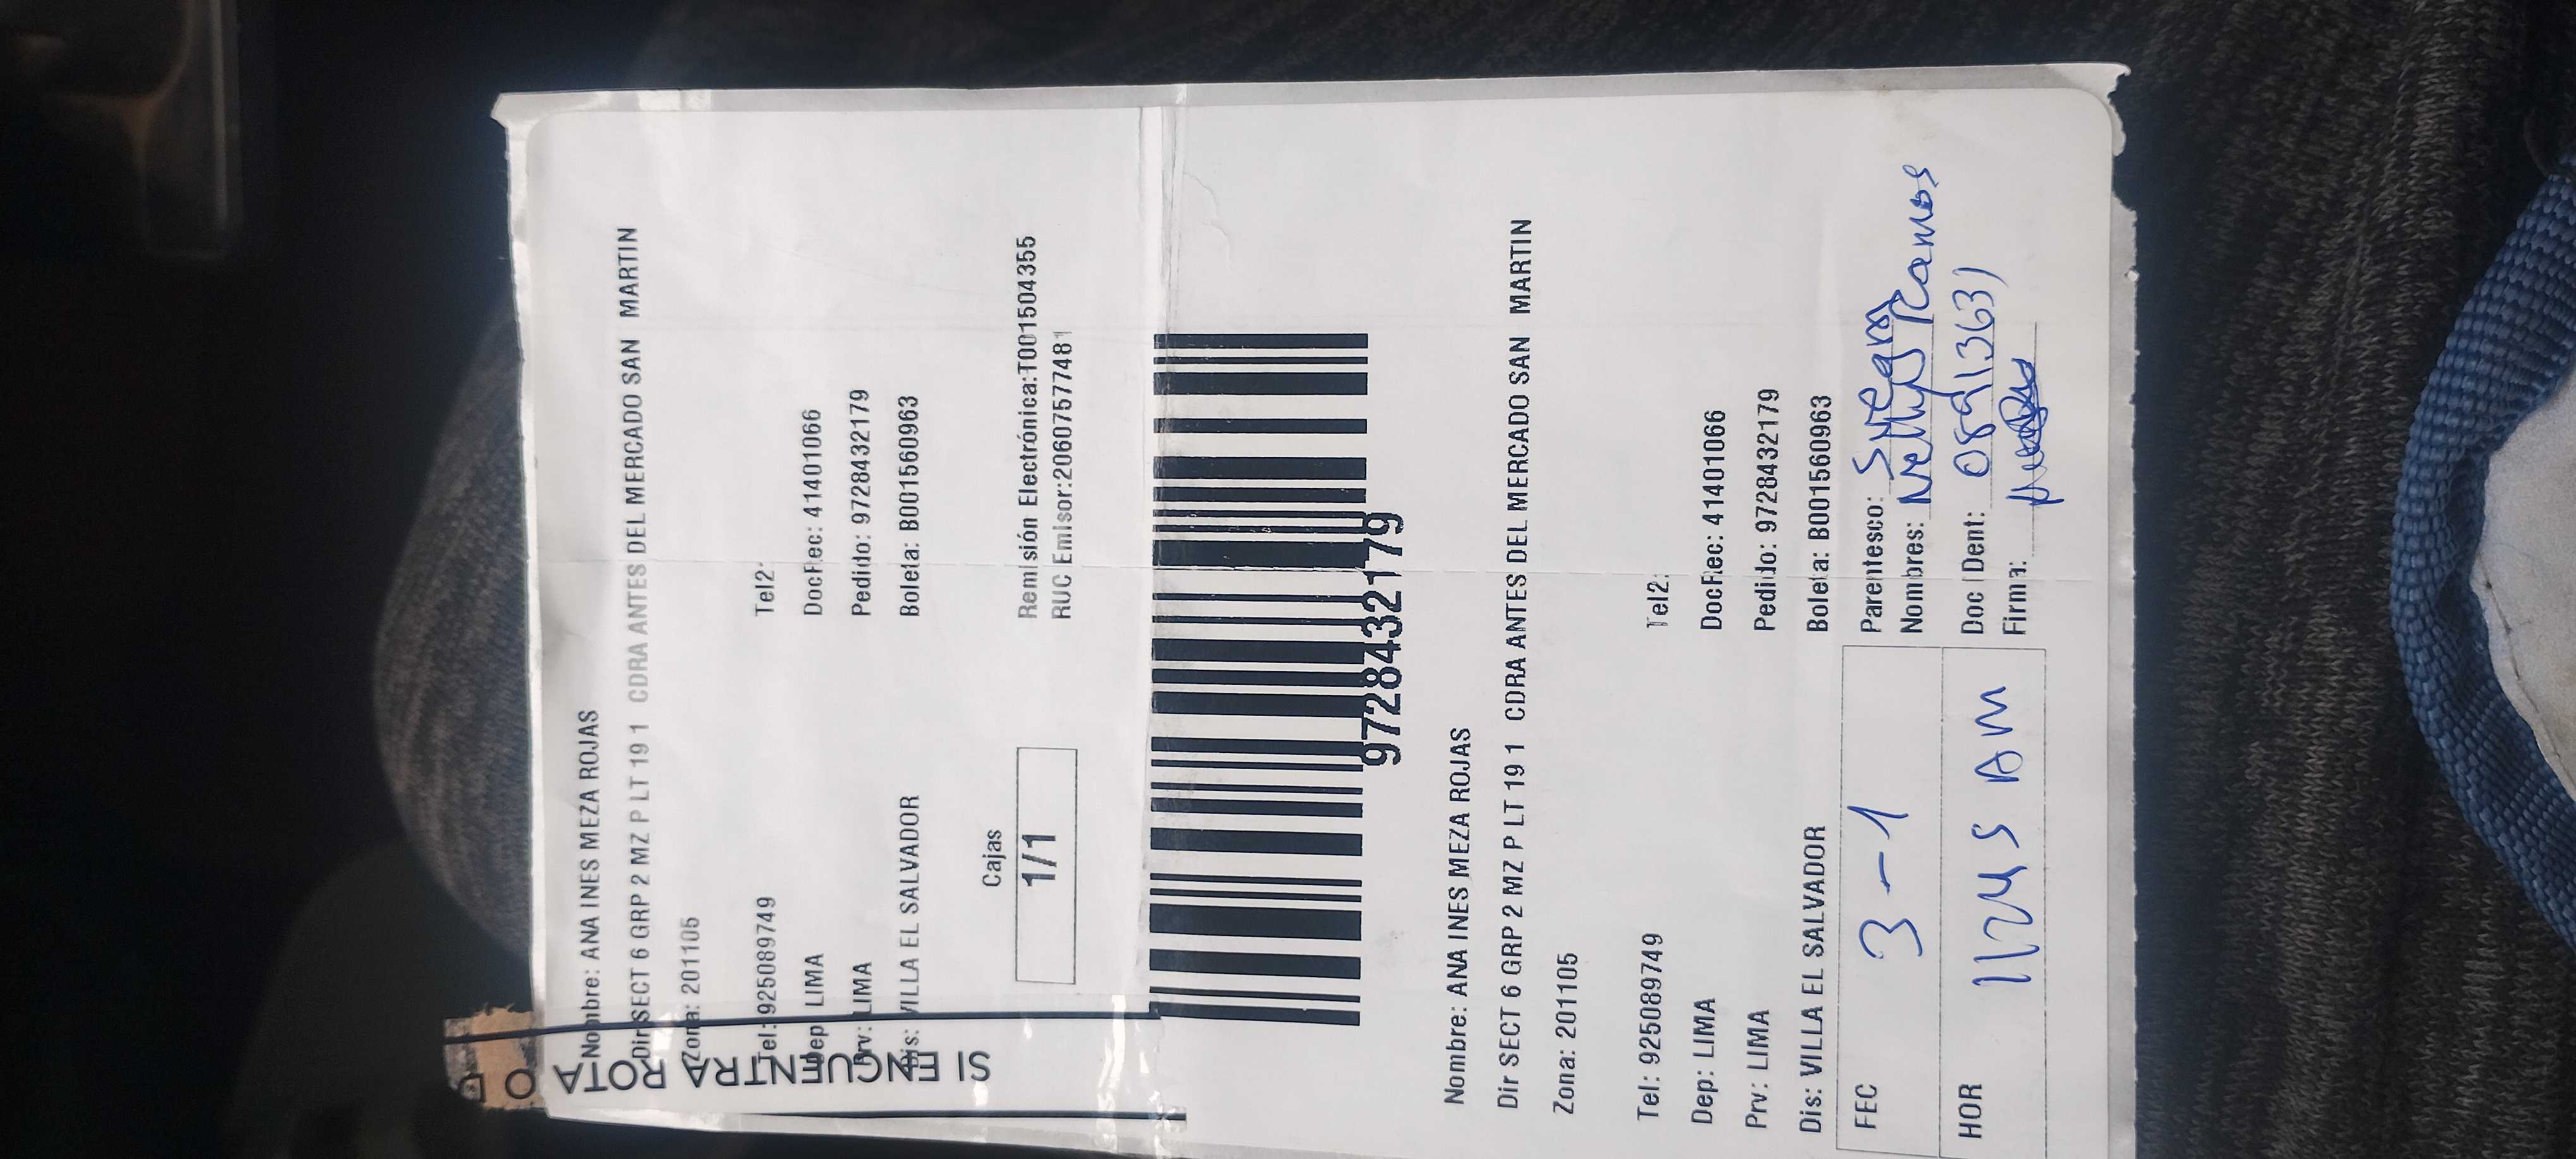 SI ENCUENTRA ROTA
Nombre: ANA INES MEZA ROJAS
Dir SECT 6 GRP 2 MZ P LT 19 1 CDRA ANTES DEL MERCADO SAN MARTIN
Zona: 201105
Tel: 925089749 Tel2:
Dep: LIMA DocRec: 41401066
Prv: LIMA Pedido: 9728432179
Dis: VILLA EL SALVADOR Boleta: B001560963
Cajas
1/1
Remisión Electrónica:T001504355
RUC Emisor:20607577481
9728432179
Nombre: ANA INES MEZA ROJAS
Dir SECT 6 GRP 2 MZ P LT 19 1 CDRA ANTES DEL MERCADO SAN MARTIN
Zona: 201105
Tel: 925089749 Tel2:
Dep: LIMA DocRec: 41401066
Prv: LIMA Pedido: 9728432179
Dis: VILLA EL SALVADOR Boleta: B001560963
FEC 3-1 Parentesco: Suegra
Nombres: Nelly Ramos
HOR 1245 AM Doc Ident: 08913631
Firma: